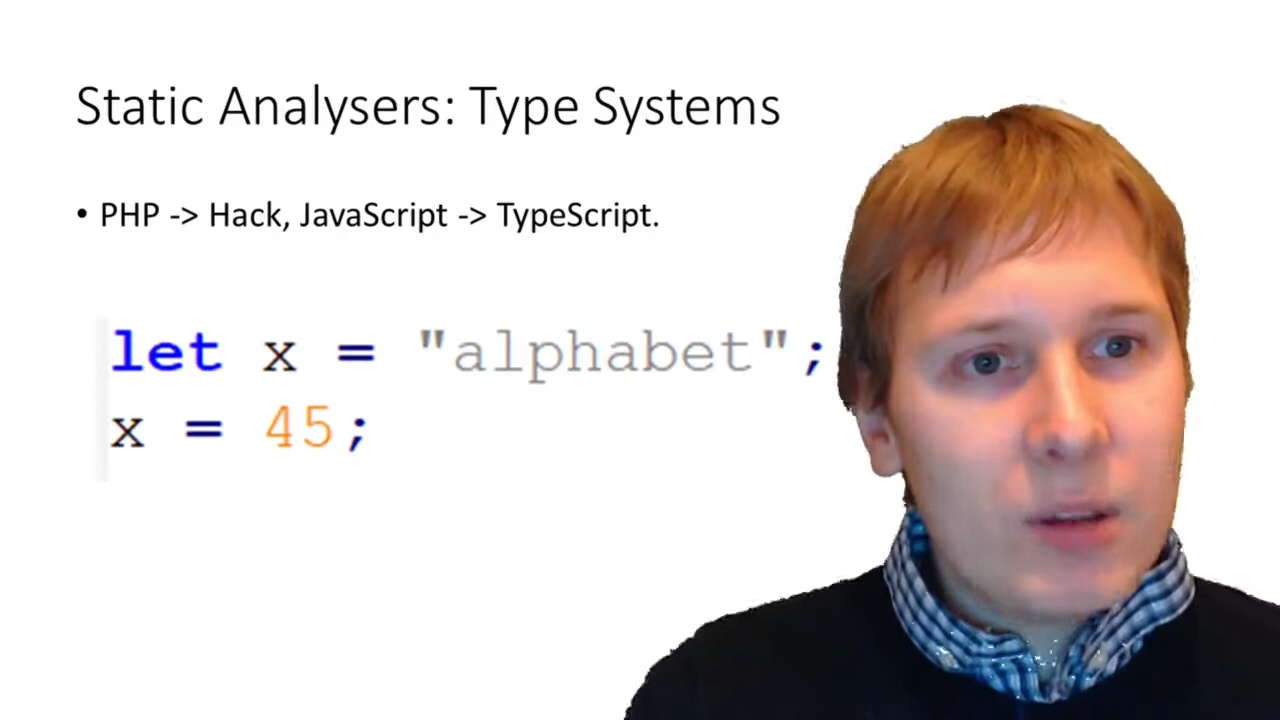 Static Analysers: Type Systems
• PHP -> Hack, JavaScript -> TypeScript.
let x = "alphabet";
x = 45;